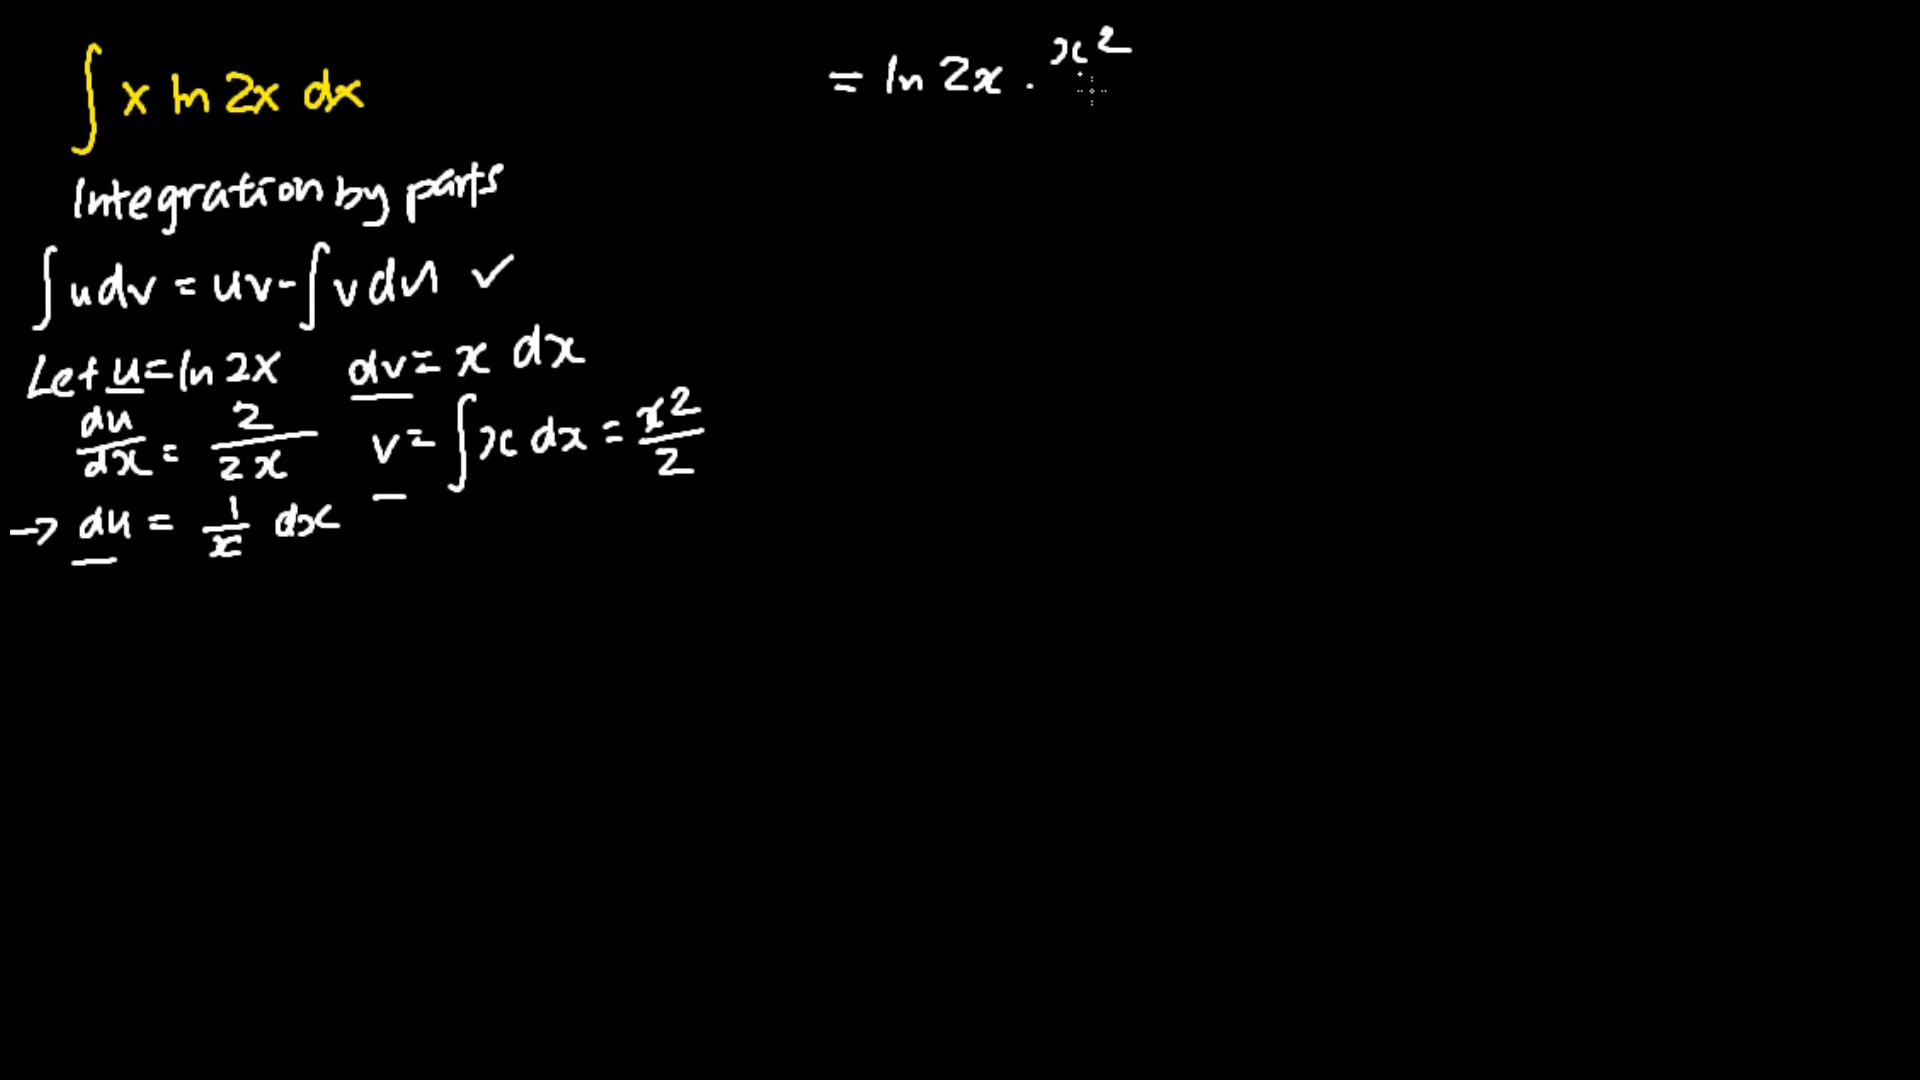 ∫ x ln 2x dx
Integration by parts
∫ u dv = uv - ∫ v du ✓
Let u = ln 2x dv = x dx
du/dx = 2/2x v = ∫ x dx = x²/2
→ du = 1/x dx
= ln 2x . x²